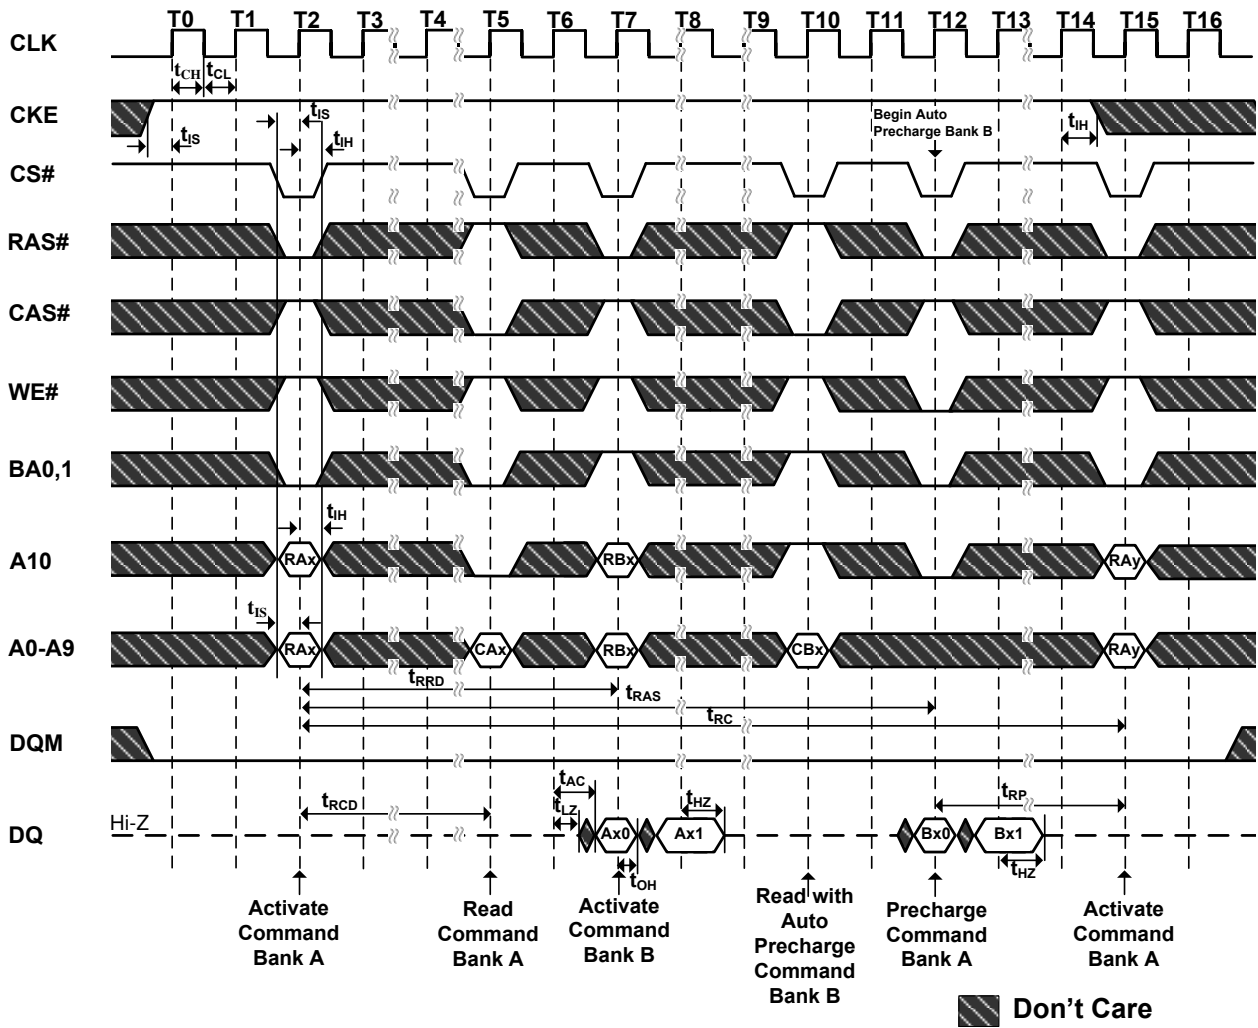 T0 T1 T2 T3 T4 T5 T6 T7 T8 T9 T10 T11 T12 T13 T14 T15 T16
CLK
tCH tCL
CKE
tIS
tIS
tIH
Begin Auto
Precharge Bank B
tIH
CS#
RAS#
CAS#
WE#
BA0,1
tIH
A10
RAx RBx RAy
tIS
A0-A9
RAx CAx RBx CBx RAy
tRRD
tRAS
tRC
DQM
tRCD
tAC
tLZ
tHZ
tRP
Hi-Z
DQ
Ax0 Ax1 Bx0 Bx1
tOH
tHZ
Activate
Command
Bank A
Read
Command
Bank A
Activate
Command
Bank B
Read with
Auto
Precharge
Command
Bank B
Precharge
Command
Bank A
Activate
Command
Bank A
Don't Care